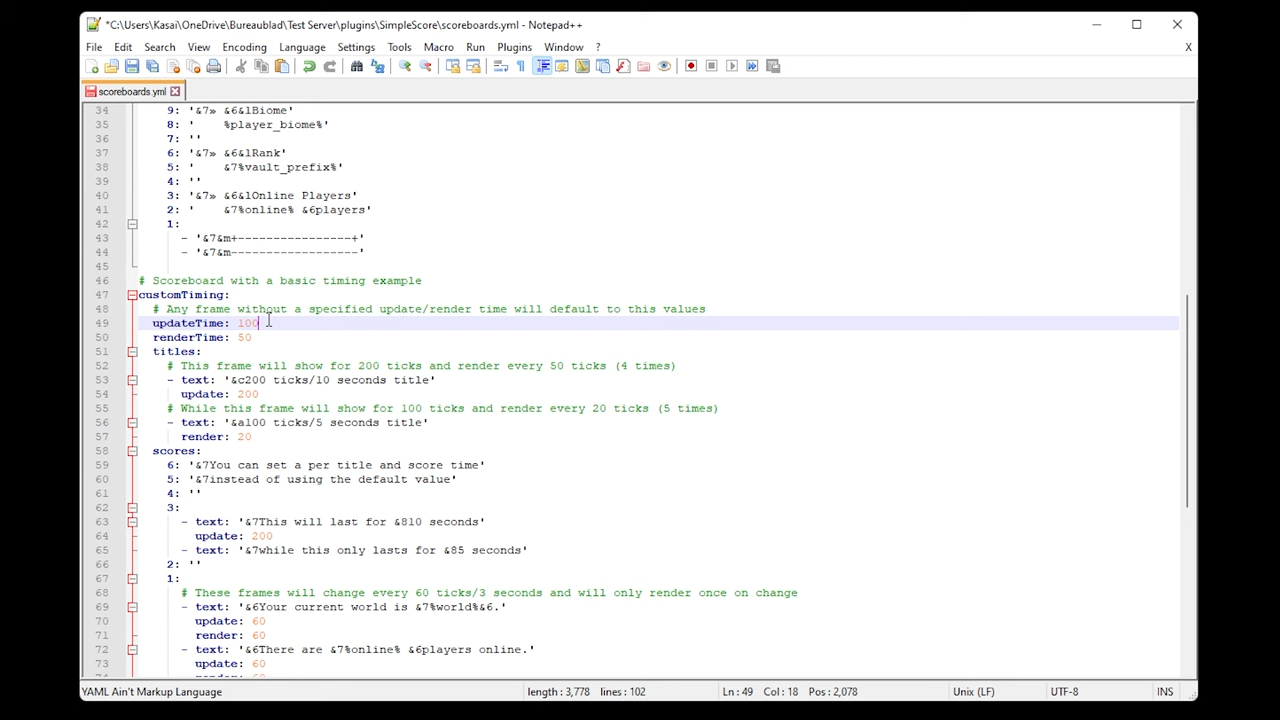 *C:\Users\Kasai\OneDrive\Bureaublad\Test Server\plugins\SimpleScore\scoreboards.yml - Notepad++
File Edit Search View Encoding Language Settings Tools Macro Run Plugins Window ? X
scoreboards.yml
34 9: '&7» &6&lBiome'
35 8: '    %player_biome%'
36 7: ''
37 6: '&7» &6&lRank'
38 5: '    &7%vault_prefix%'
39 4: ''
40 3: '&7» &6&lOnline Players'
41 2: '    &7%online% &6players'
42 1:
43 - '&7&m+----------------+'
44 - '&7&m------------------'
45
46 # Scoreboard with a basic timing example
47 customTiming:
48 # Any frame without a specified update/render time will default to this values
49 updateTime: 100
50 renderTime: 50
51 titles:
52 # This frame will show for 200 ticks and render every 50 ticks (4 times)
53 - text: '&c200 ticks/10 seconds title'
54 update: 200
55 # While this frame will show for 100 ticks and render every 20 ticks (5 times)
56 - text: '&a100 ticks/5 seconds title'
57 render: 20
58 scores:
59 6: '&7You can set a per title and score time'
60 5: '&7instead of using the default value'
61 4: ''
62 3:
63 - text: '&7This will last for &810 seconds'
64 update: 200
65 - text: '&7while this only lasts for &85 seconds'
66 2: ''
67 1:
68 # These frames will change every 60 ticks/3 seconds and will only render once on change
69 - text: '&6Your current world is &7%world%&6.'
70 update: 60
71 render: 60
72 - text: '&6There are &7%online% &6players online.'
73 update: 60
YAML Ain't Markup Language length : 3,778 lines : 102 Ln : 49 Col : 18 Pos : 2,078 Unix (LF) UTF-8 INS